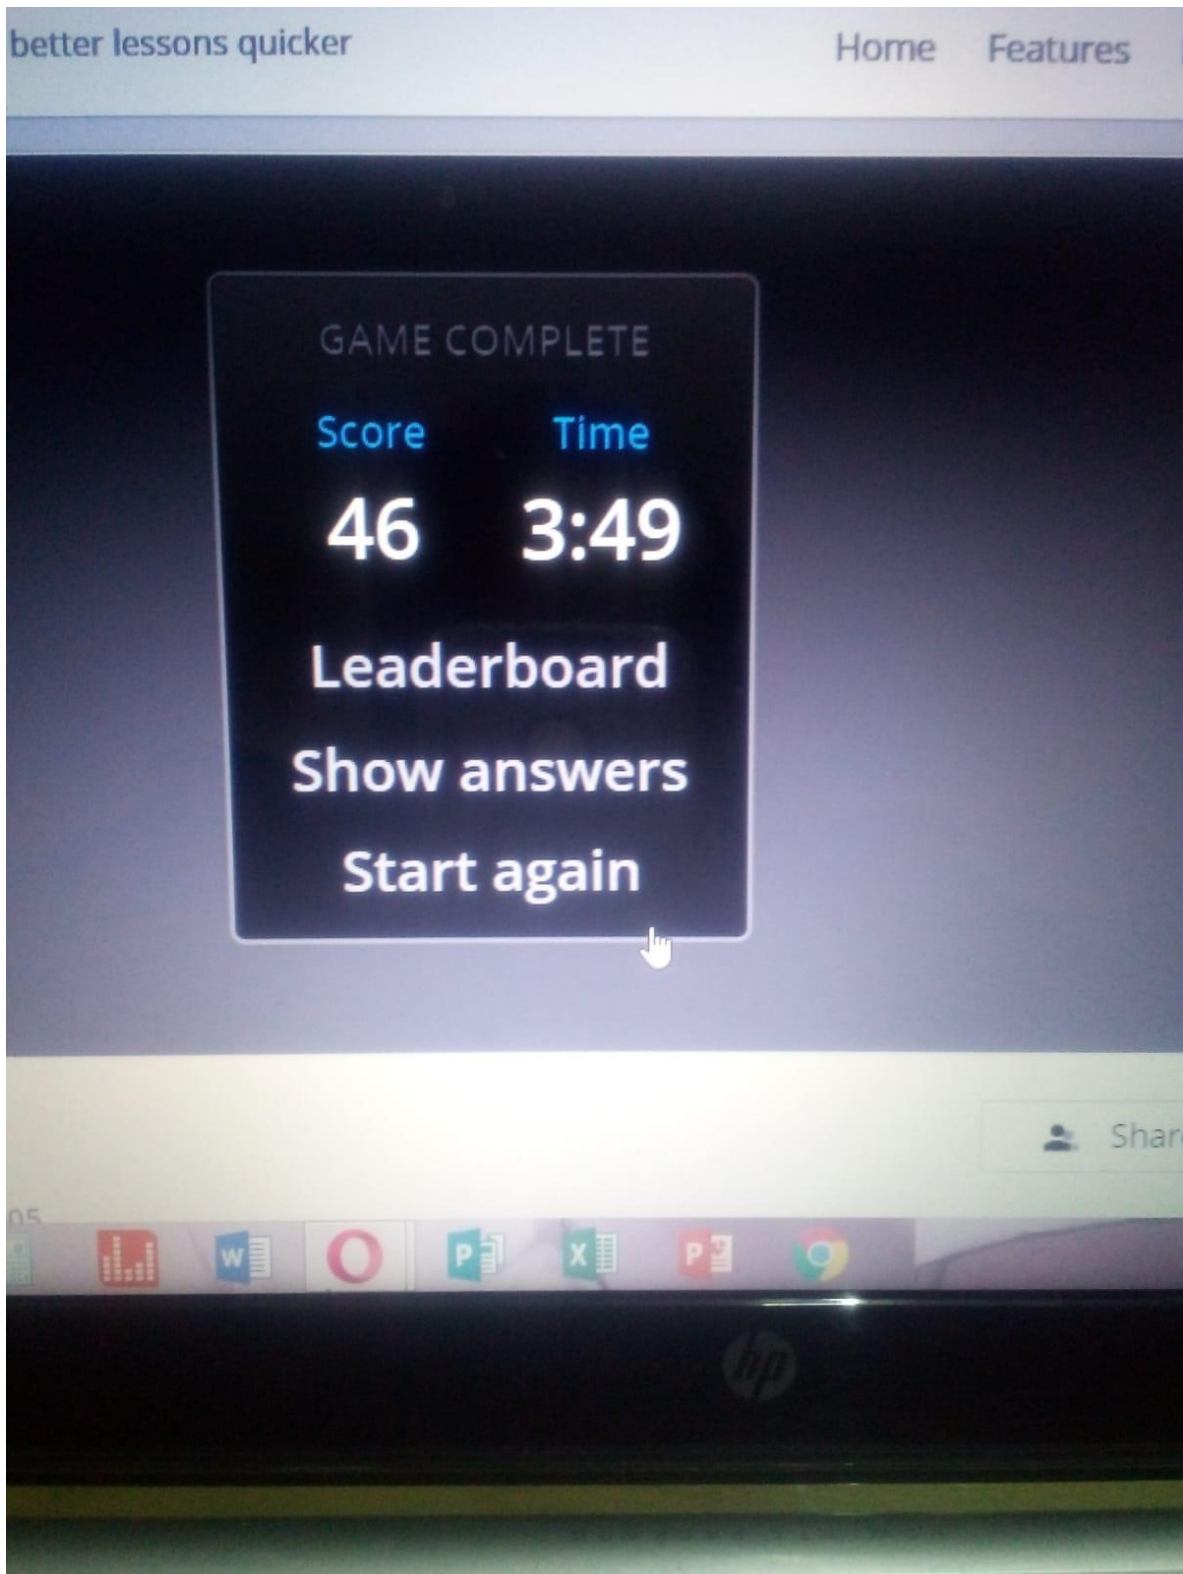 better lessons quicker
Home Features
GAME COMPLETE
Score Time
46 3:49
Leaderboard
Show answers
Start again
Shar
05
W P X P
hp